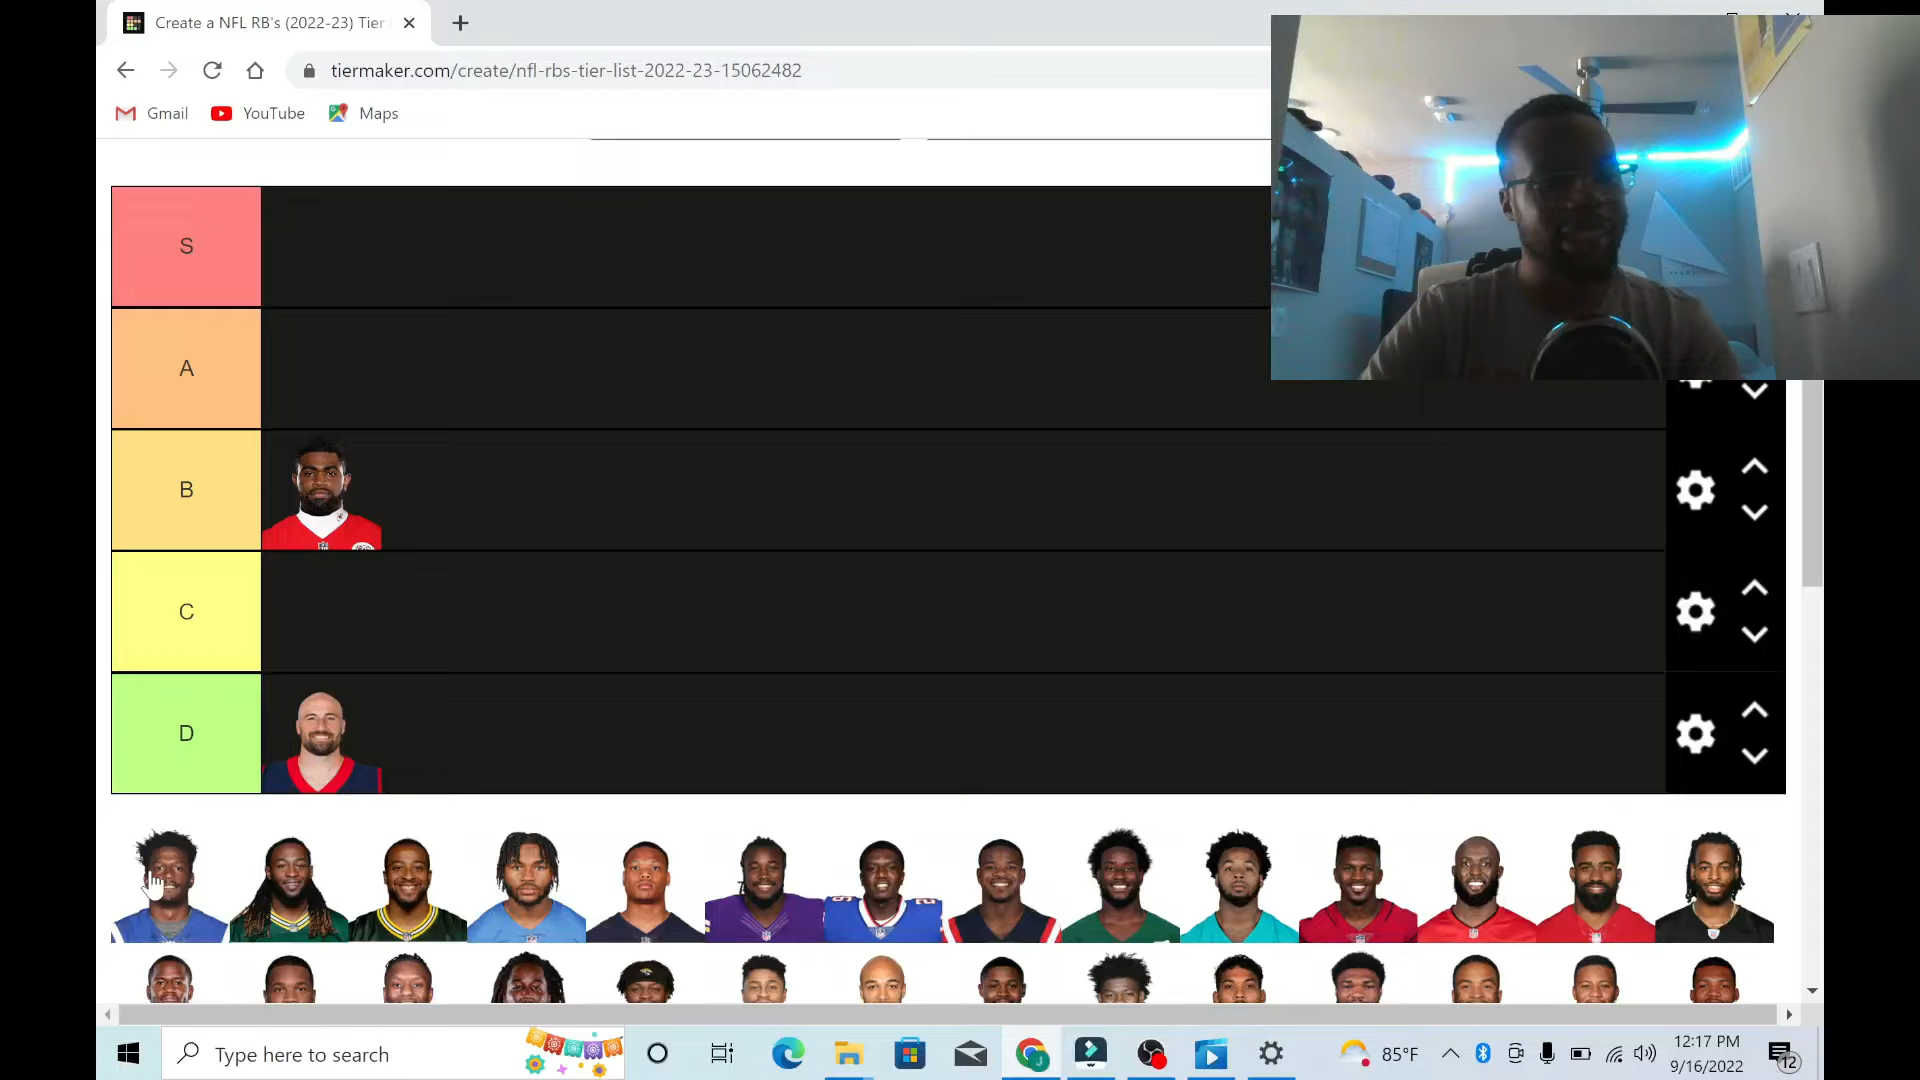 Create a NFL RB's (2022-23) Tier
tiermaker.com/create/nfl-rbs-tier-list-2022-23-15062482
Gmail YouTube Maps
S
A
B
C
D
Type here to search
85°F
12:17 PM
9/16/2022
12